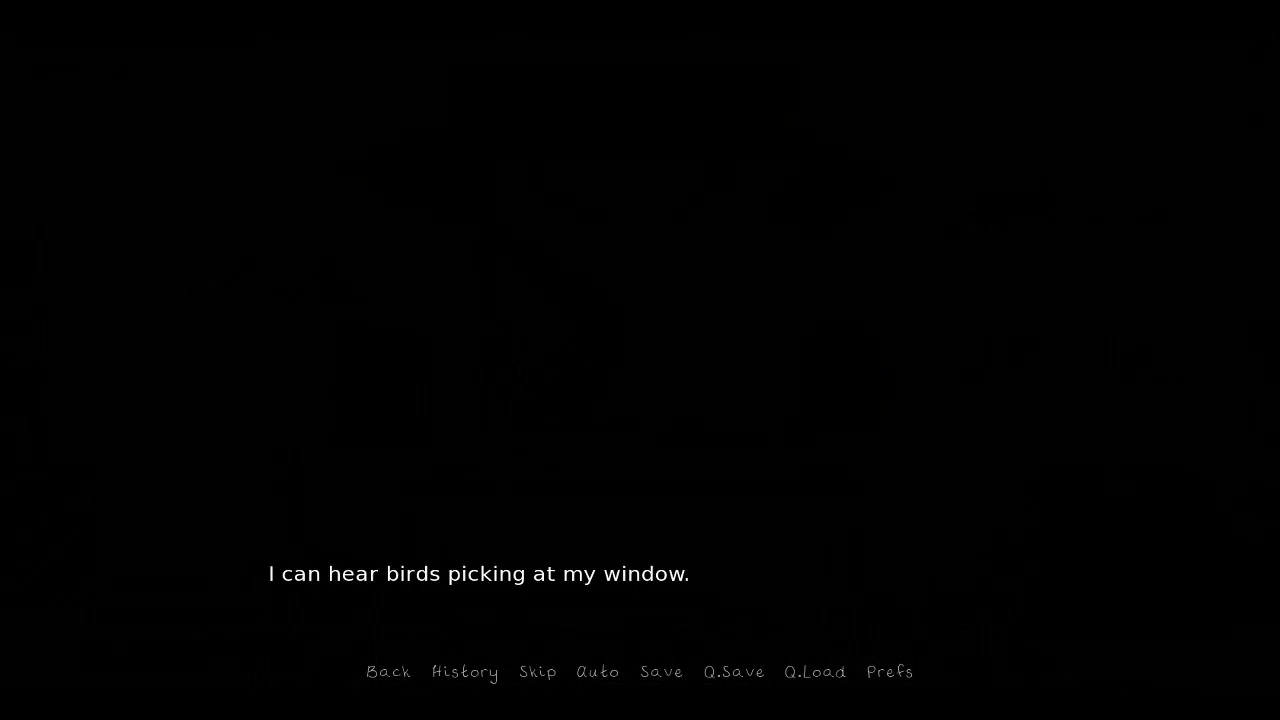 I can hear birds picking at my window.
Back History Skip Auto Save Q.Save Q.Load Prefs